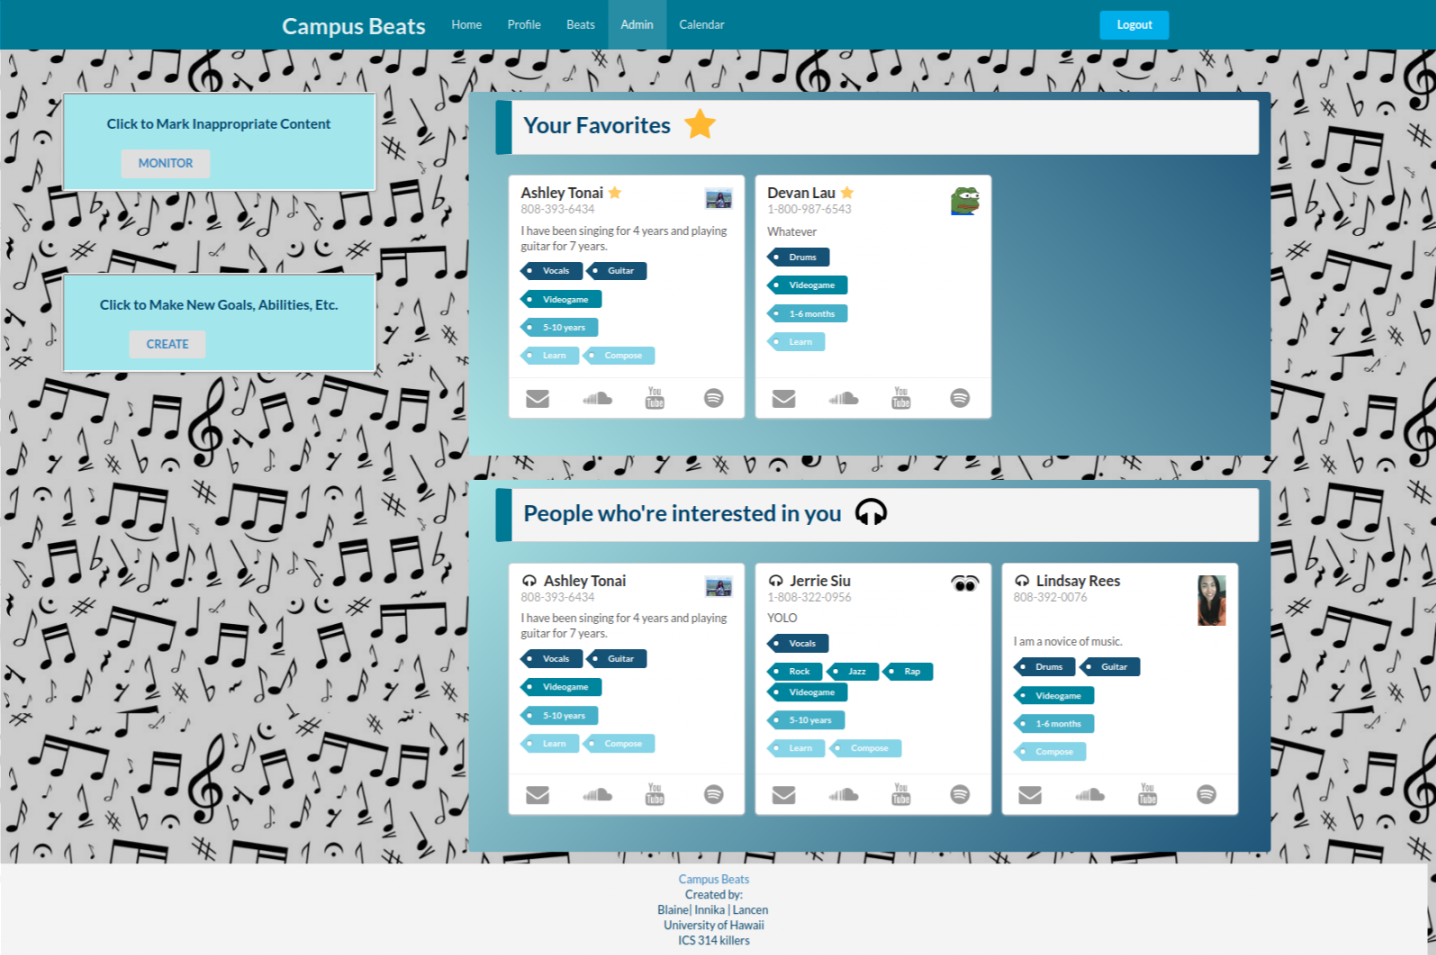 Campus Beats Home Profile Beats Admin Calendar Logout
Click to Mark Inappropriate Content
MONITOR
Click to Make New Goals, Abilities, Etc.
CREATE
Your Favorites
Ashley Tonai
808-393-6434
I have been singing for 4 years and playing
guitar for 7 years.
Vocals Guitar
Videogame
5-10 years
Learn Compose
You
Tube
Devan Lau
1-800-987-6543
Whatever
Drums
Videogame
1-6 months
Learn
You
Tube
People who're interested in you
Ashley Tonai
808-393-6434
I have been singing for 4 years and playing
guitar for 7 years.
Vocals Guitar
Videogame
5-10 years
Learn Compose
You
Tube
Jerrie Siu
1-808-322-0956
YOLO
Vocals
Rock Jazz Rap
Videogame
5-10 years
Learn Compose
You
Tube
Lindsay Rees
808-392-0076
I am a novice of music.
Drums Guitar
Videogame
1-6 months
Compose
You
Tube
Campus Beats
Created by:
Blaine| Innika | Lancen
University of Hawaii
ICS 314 killers